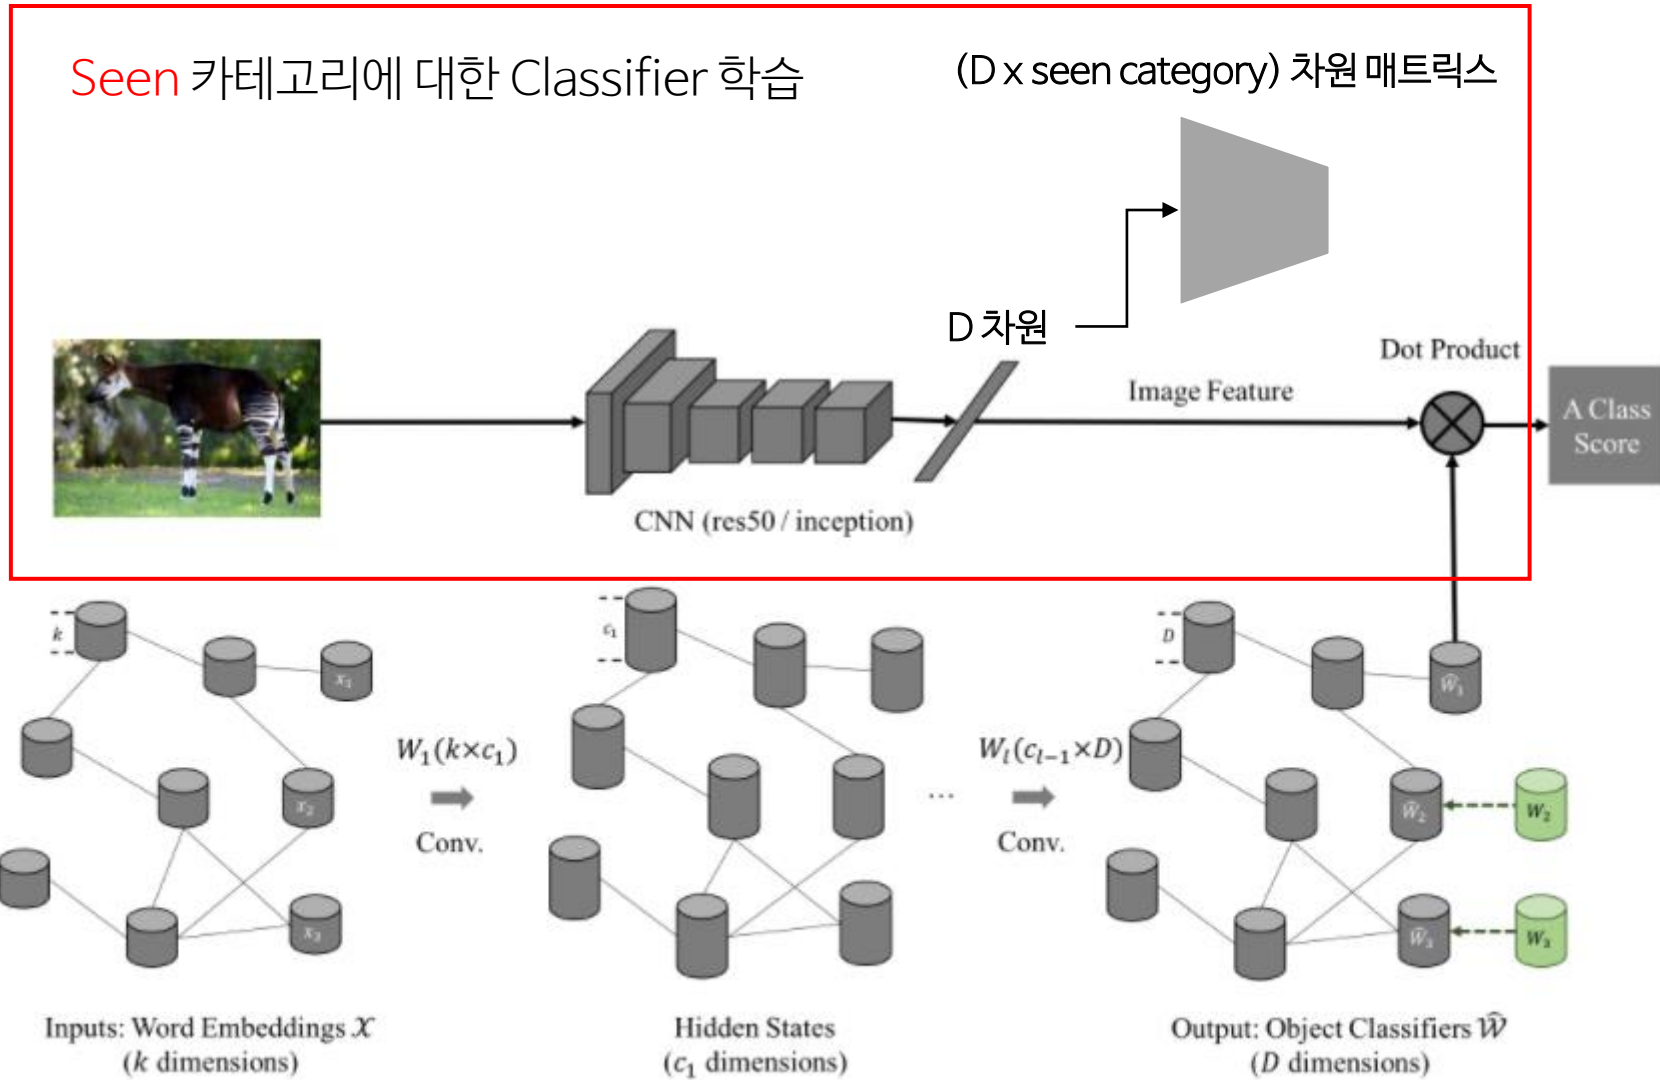 Seen 카테고리에 대한 Classifier 학습
(D x seen category) 차원 매트릭스
D 차원
Dot Product
Image Feature
A Class
Score
CNN (res50 / inception)
k
x₁
x₂
x₃
W₁(k×c₁)
Conv.
c₁
...
Wₗ(cₗ₋₁×D)
Conv.
D
Ŵ₁
Ŵ₂
W₂
Ŵ₃
W₃
Inputs: Word Embeddings 𝒳
(k dimensions)
Hidden States
(c₁ dimensions)
Output: Object Classifiers 𝒲̂
(D dimensions)